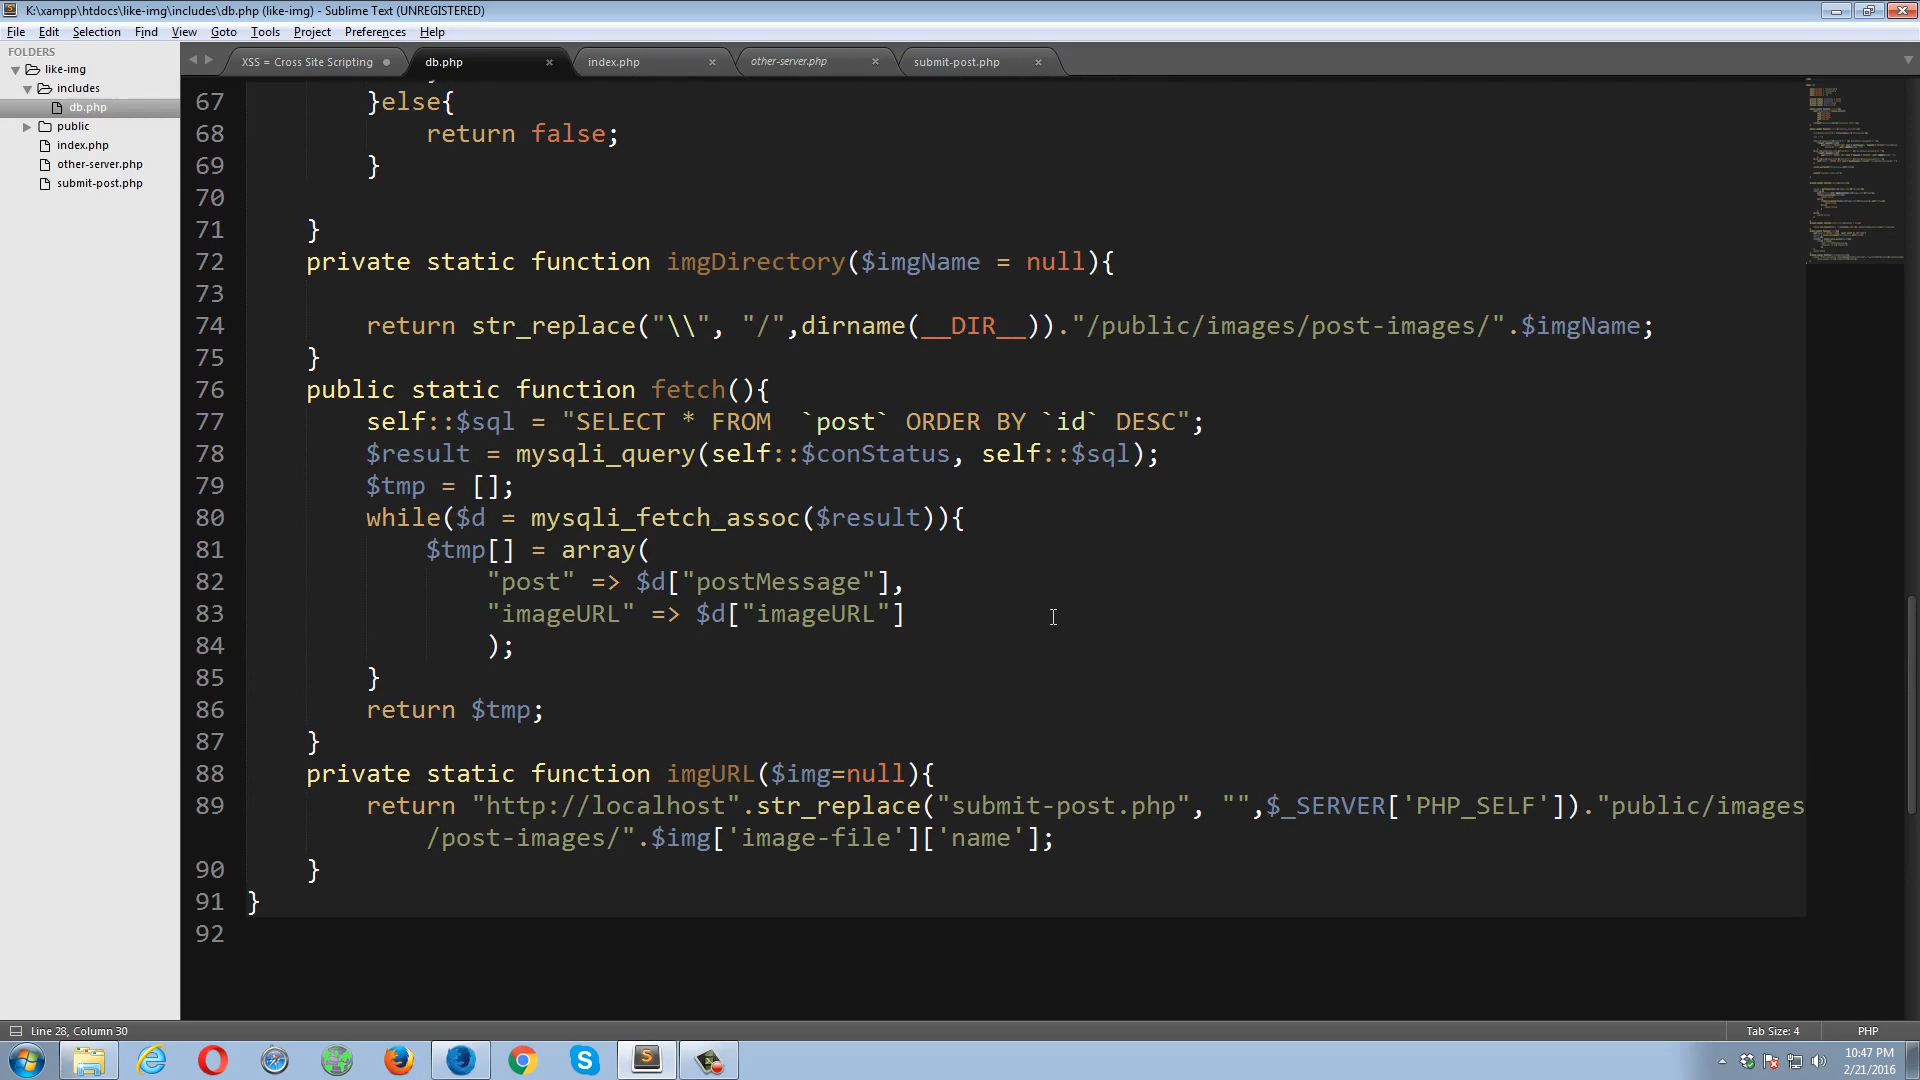 K:\xampp\htdocs\like-img\includes\db.php (like-img) - Sublime Text (UNREGISTERED)
File Edit Selection Find View Goto Tools Project Preferences Help
FOLDERS
like-img
includes
db.php
public
index.php
other-server.php
submit-post.php
XSS = Cross Site Scripting
db.php
index.php
other-server.php
submit-post.php
67 }else{
68 return false;
69 }
70
71 }
72 private static function imgDirectory($imgName = null){
73
74 return str_replace("\\", "/",dirname(__DIR__))."/public/images/post-images/".$imgName;
75 }
76 public static function fetch(){
77 self::$sql = "SELECT * FROM  `post` ORDER BY `id` DESC";
78 $result = mysqli_query(self::$conStatus, self::$sql);
79 $tmp = [];
80 while($d = mysqli_fetch_assoc($result)){
81 $tmp[] = array(
82 "post" => $d["postMessage"],
83 "imageURL" => $d["imageURL"]
84 );
85 }
86 return $tmp;
87 }
88 private static function imgURL($img=null){
89 return "http://localhost".str_replace("submit-post.php", "",$_SERVER['PHP_SELF'])."public/images
/post-images/".$img['image-file']['name'];
90 }
91 }
92
Line 28, Column 30
Tab Size: 4
PHP
10:47 PM
2/21/2016